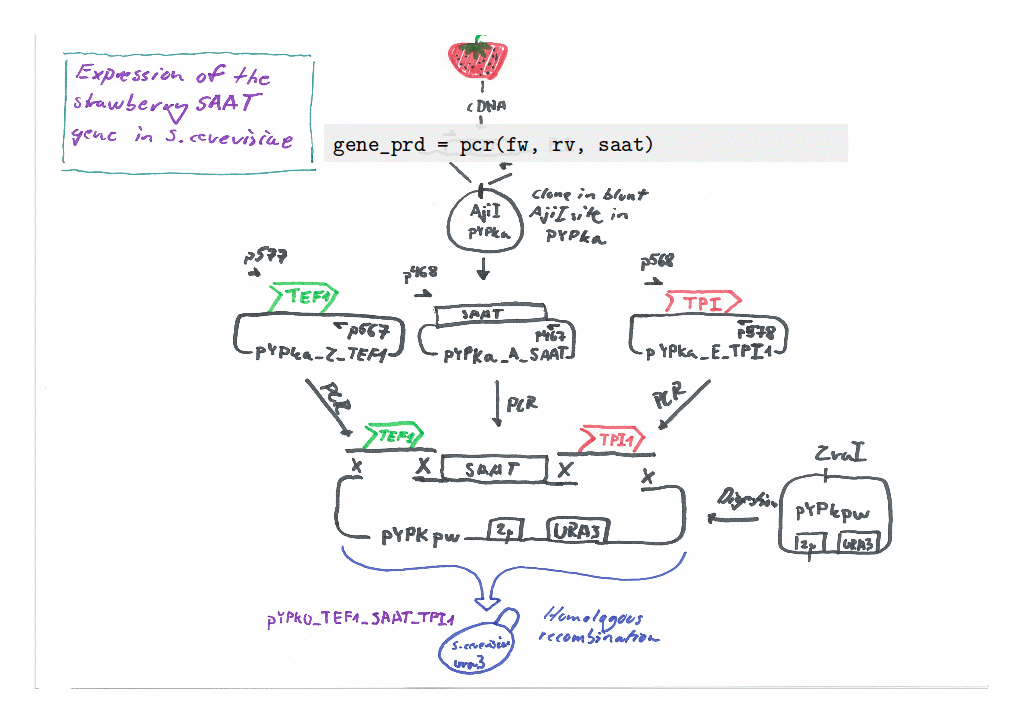 Expression of the
strawberry SAAT
gene in S. cerevisiae
cDNA
gene_prd = pcr(fw, rv, saat)
Clone in blunt
AjiI site in
pYPka
AjiI
pYPka
p577
TEF1
p567
pYPka_Z_TEF1
p468
SAAT
p467
pYPka_A_SAAT
p568
TPI
p578
pYPka_E_TPI1
PCR
PCR
PCR
TEF1
TPI1
X
X
SAAT
X
X
pYPKpw
2µ
URA3
Digestion
ZraI
pYPkpw
2µ
URA3
pYPK0_TEF1_SAAT_TPI1
Homologous
recombination
S. cerevisiae
ura3